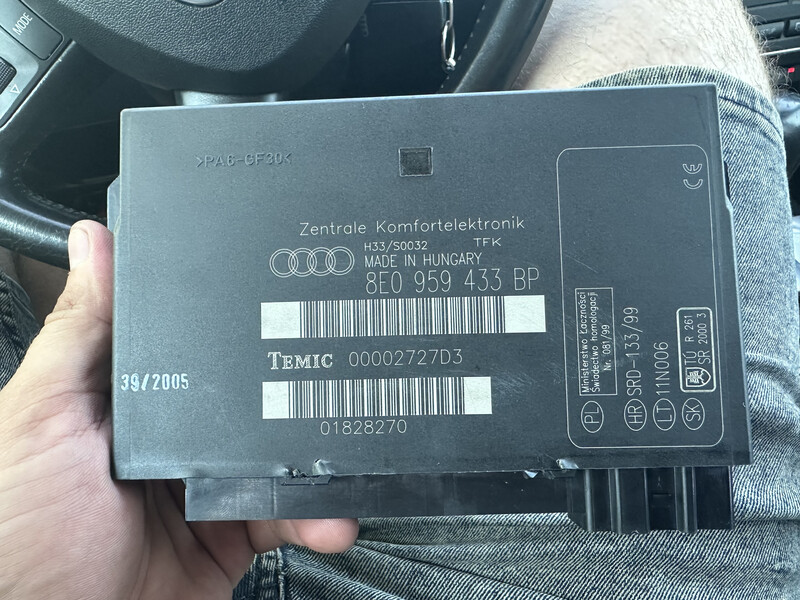 MODE
>PA6-GF30<
Zentrale Komfortelektronik
H33/S0032 TFK
MADE IN HUNGARY
8E0 959 433 BP
TEMIC 00002727D3
01828270
39/2005
CE
Ministerstwo Łączności
Świadectwo homologacji
Nr. 081/99
PL
HR SRD-133/99
LT 11N006
SK
TÚ R 261
SR 2000 3